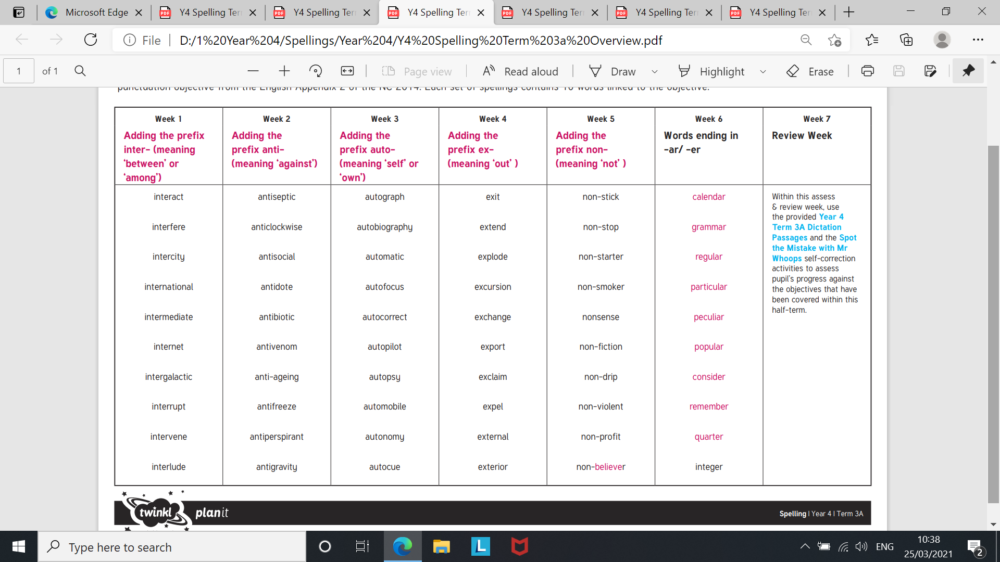 Microsoft Edge
Y4 Spelling Ter
Y4 Spelling Ter
Y4 Spelling Ter
Y4 Spelling Ter
Y4 Spelling Ter
Y4 Spelling Ter
File
D:/1%20Year%204/Spellings/Year%204/Y4%20Spelling%20Term%203a%20Overview.pdf
1 of 1
Page view
Read aloud
Draw
Highlight
Erase
punctuation objective from the English Appendix 2 of the NC 2014. Each set of spellings contains 10 words linked to the objective.
Week 1
Adding the prefix
inter- (meaning
‘between’ or
‘among’)
interact
interfere
intercity
international
intermediate
internet
intergalactic
interrupt
intervene
interlude
Week 2
Adding the
prefix anti-
(meaning ‘against’)
antiseptic
anticlockwise
antisocial
antidote
antibiotic
antivenom
anti-ageing
antifreeze
antiperspirant
antigravity
Week 3
Adding the
prefix auto-
(meaning ‘self’ or
‘own’)
autograph
autobiography
automatic
autofocus
autocorrect
autopilot
autopsy
automobile
autonomy
autocue
Week 4
Adding the
prefix ex-
(meaning ‘out’ )
exit
extend
explode
excursion
exchange
export
exclaim
expel
external
exterior
Week 5
Adding the
prefix non-
(meaning ‘not’ )
non-stick
non-stop
non-starter
non-smoker
nonsense
non-fiction
non-drip
non-violent
non-profit
non-believer
Week 6
Words ending in
-ar/ -er
calendar
grammar
regular
particular
peculiar
popular
consider
remember
quarter
integer
Week 7
Review Week
Within this assess
& review week, use
the provided Year 4
Term 3A Dictation
Passages and the Spot
the Mistake with Mr
Whoops self-correction
activities to assess
pupil's progress against
the objectives that have
been covered within this
half-term.
twinkl planit
Spelling | Year 4 | Term 3A
Type here to search
L
ENG
10:38
25/03/2021
2